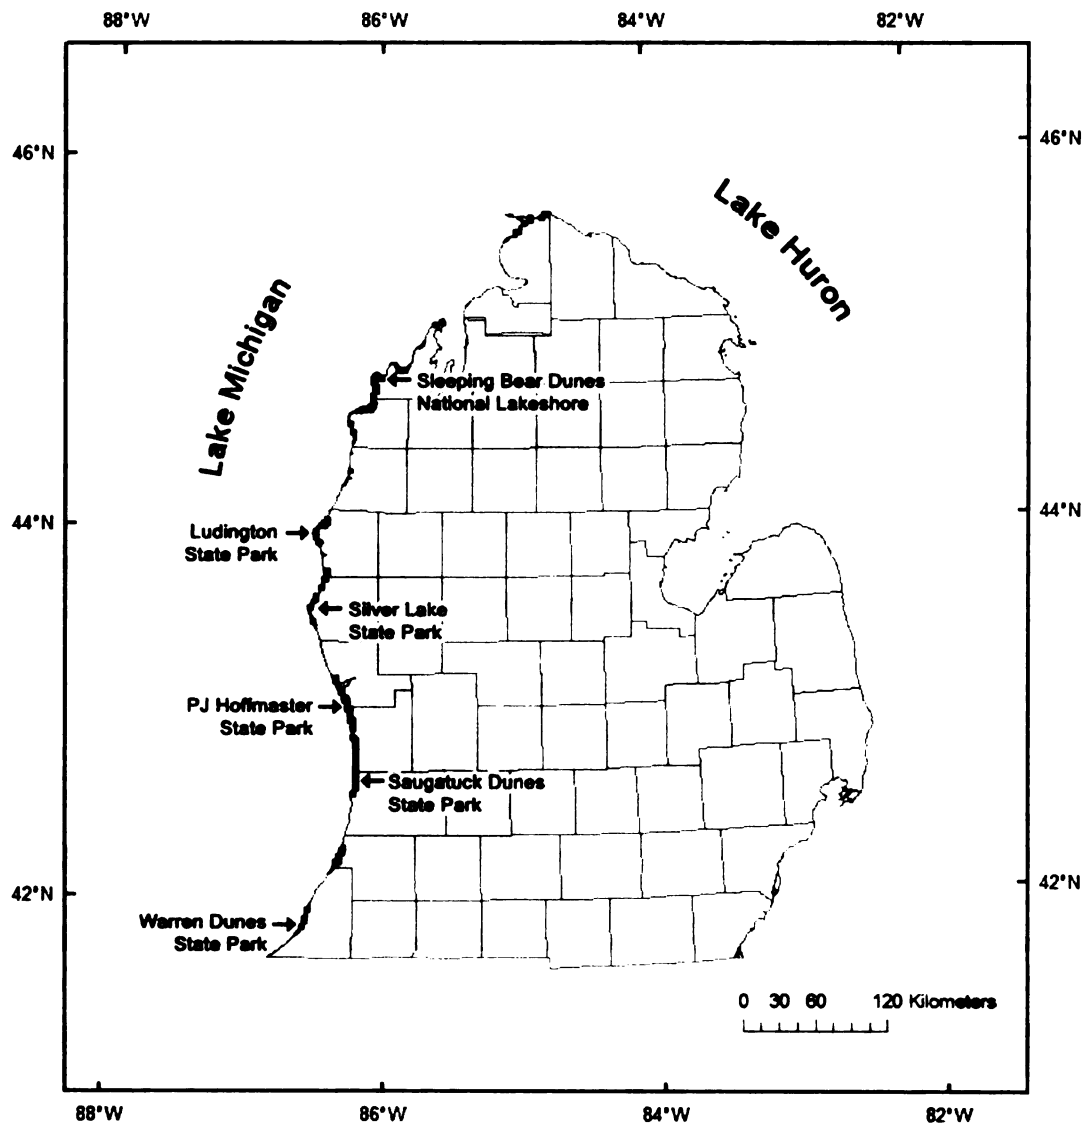 88°W 86°W 84°W 82°W
46°N
46°N
Lake Huron
Lake Michigan
Sleeping Bear Dunes
National Lakeshore
44°N
44°N
Ludington
State Park
Silver Lake
State Park
PJ Hoffmaster
State Park
Saugatuck Dunes
State Park
42°N
42°N
Warren Dunes
State Park
0 30 60 120 Kilometers
88°W 86°W 84°W 82°W